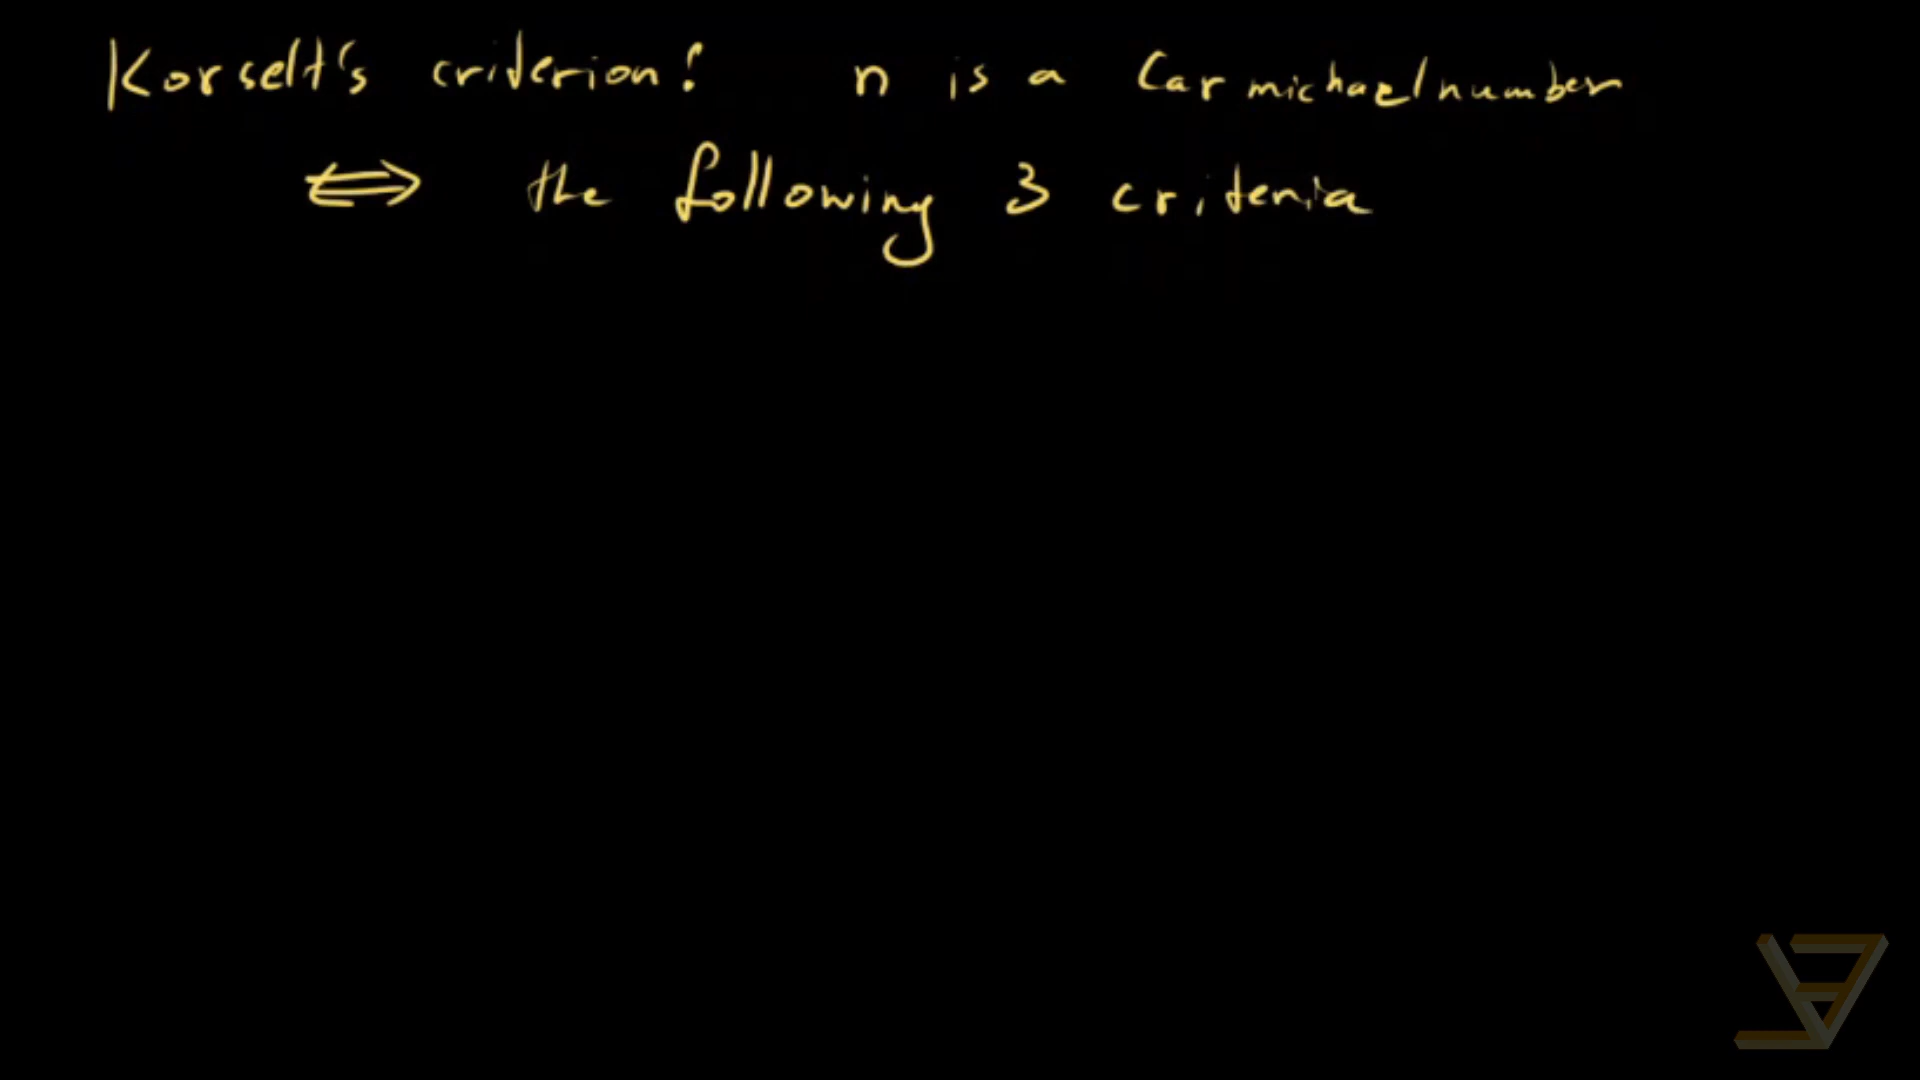 Korselt's criterion: n is a Carmichael number
⟺ the following 3 criteria